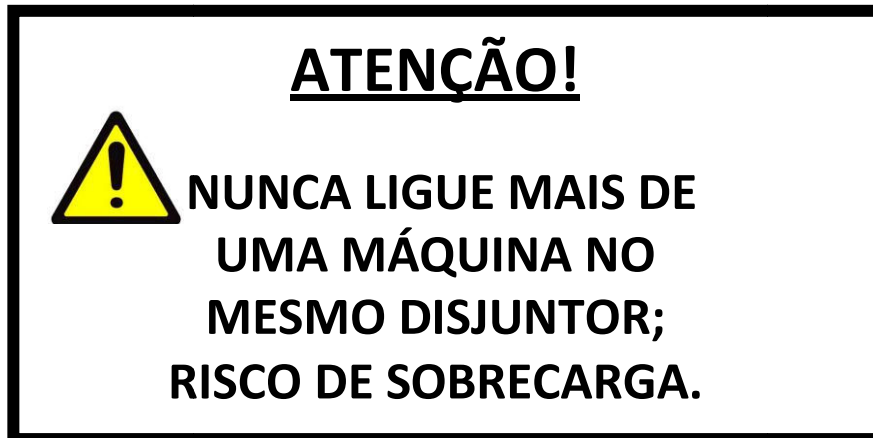 ATENÇÃO!
NUNCA LIGUE MAIS DE
UMA MÁQUINA NO
MESMO DISJUNTOR;
RISCO DE SOBRECARGA.